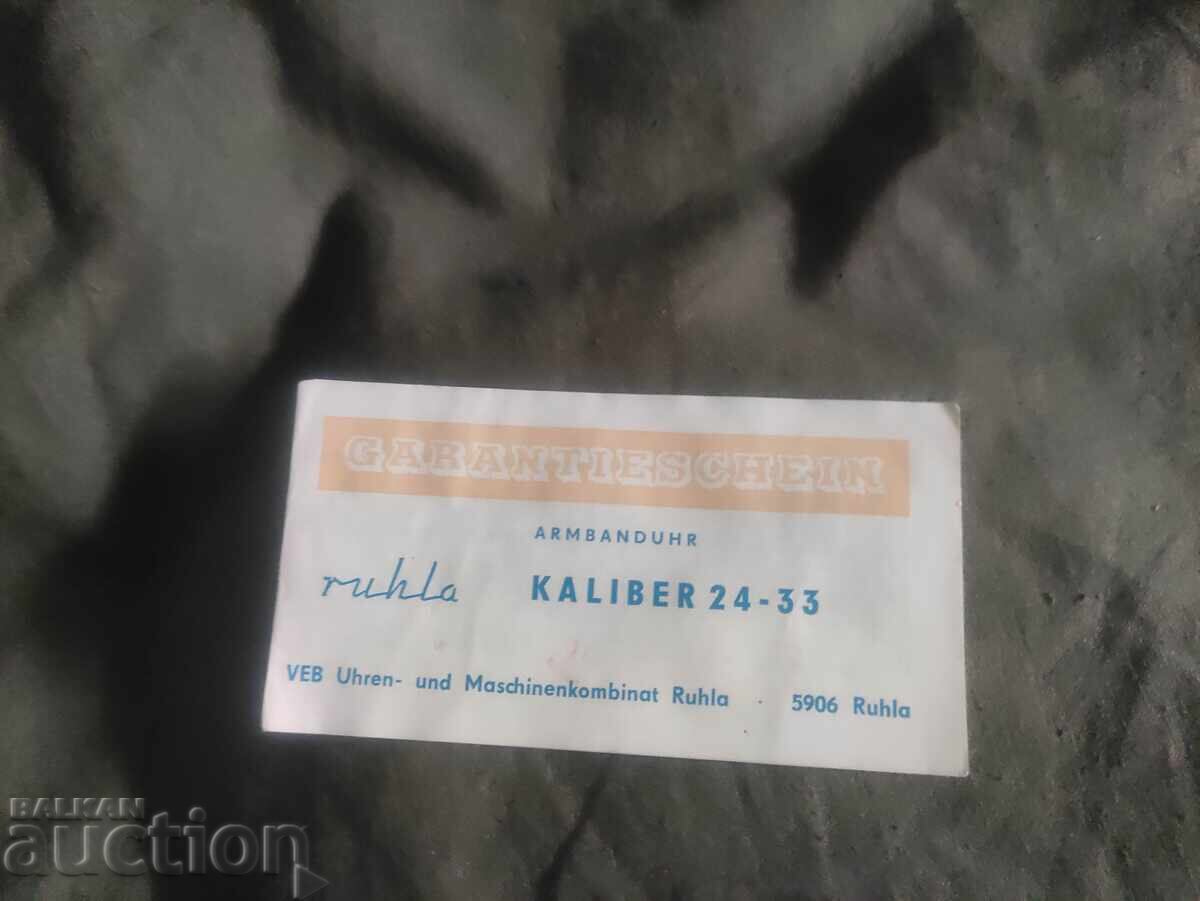 GARANTIESCHEIN
ARMBANDUHR
ruhla KALIBER 24-33
VEB Uhren- und Maschinenkombinat Ruhla · 5906 Ruhla
BALKAN
auction